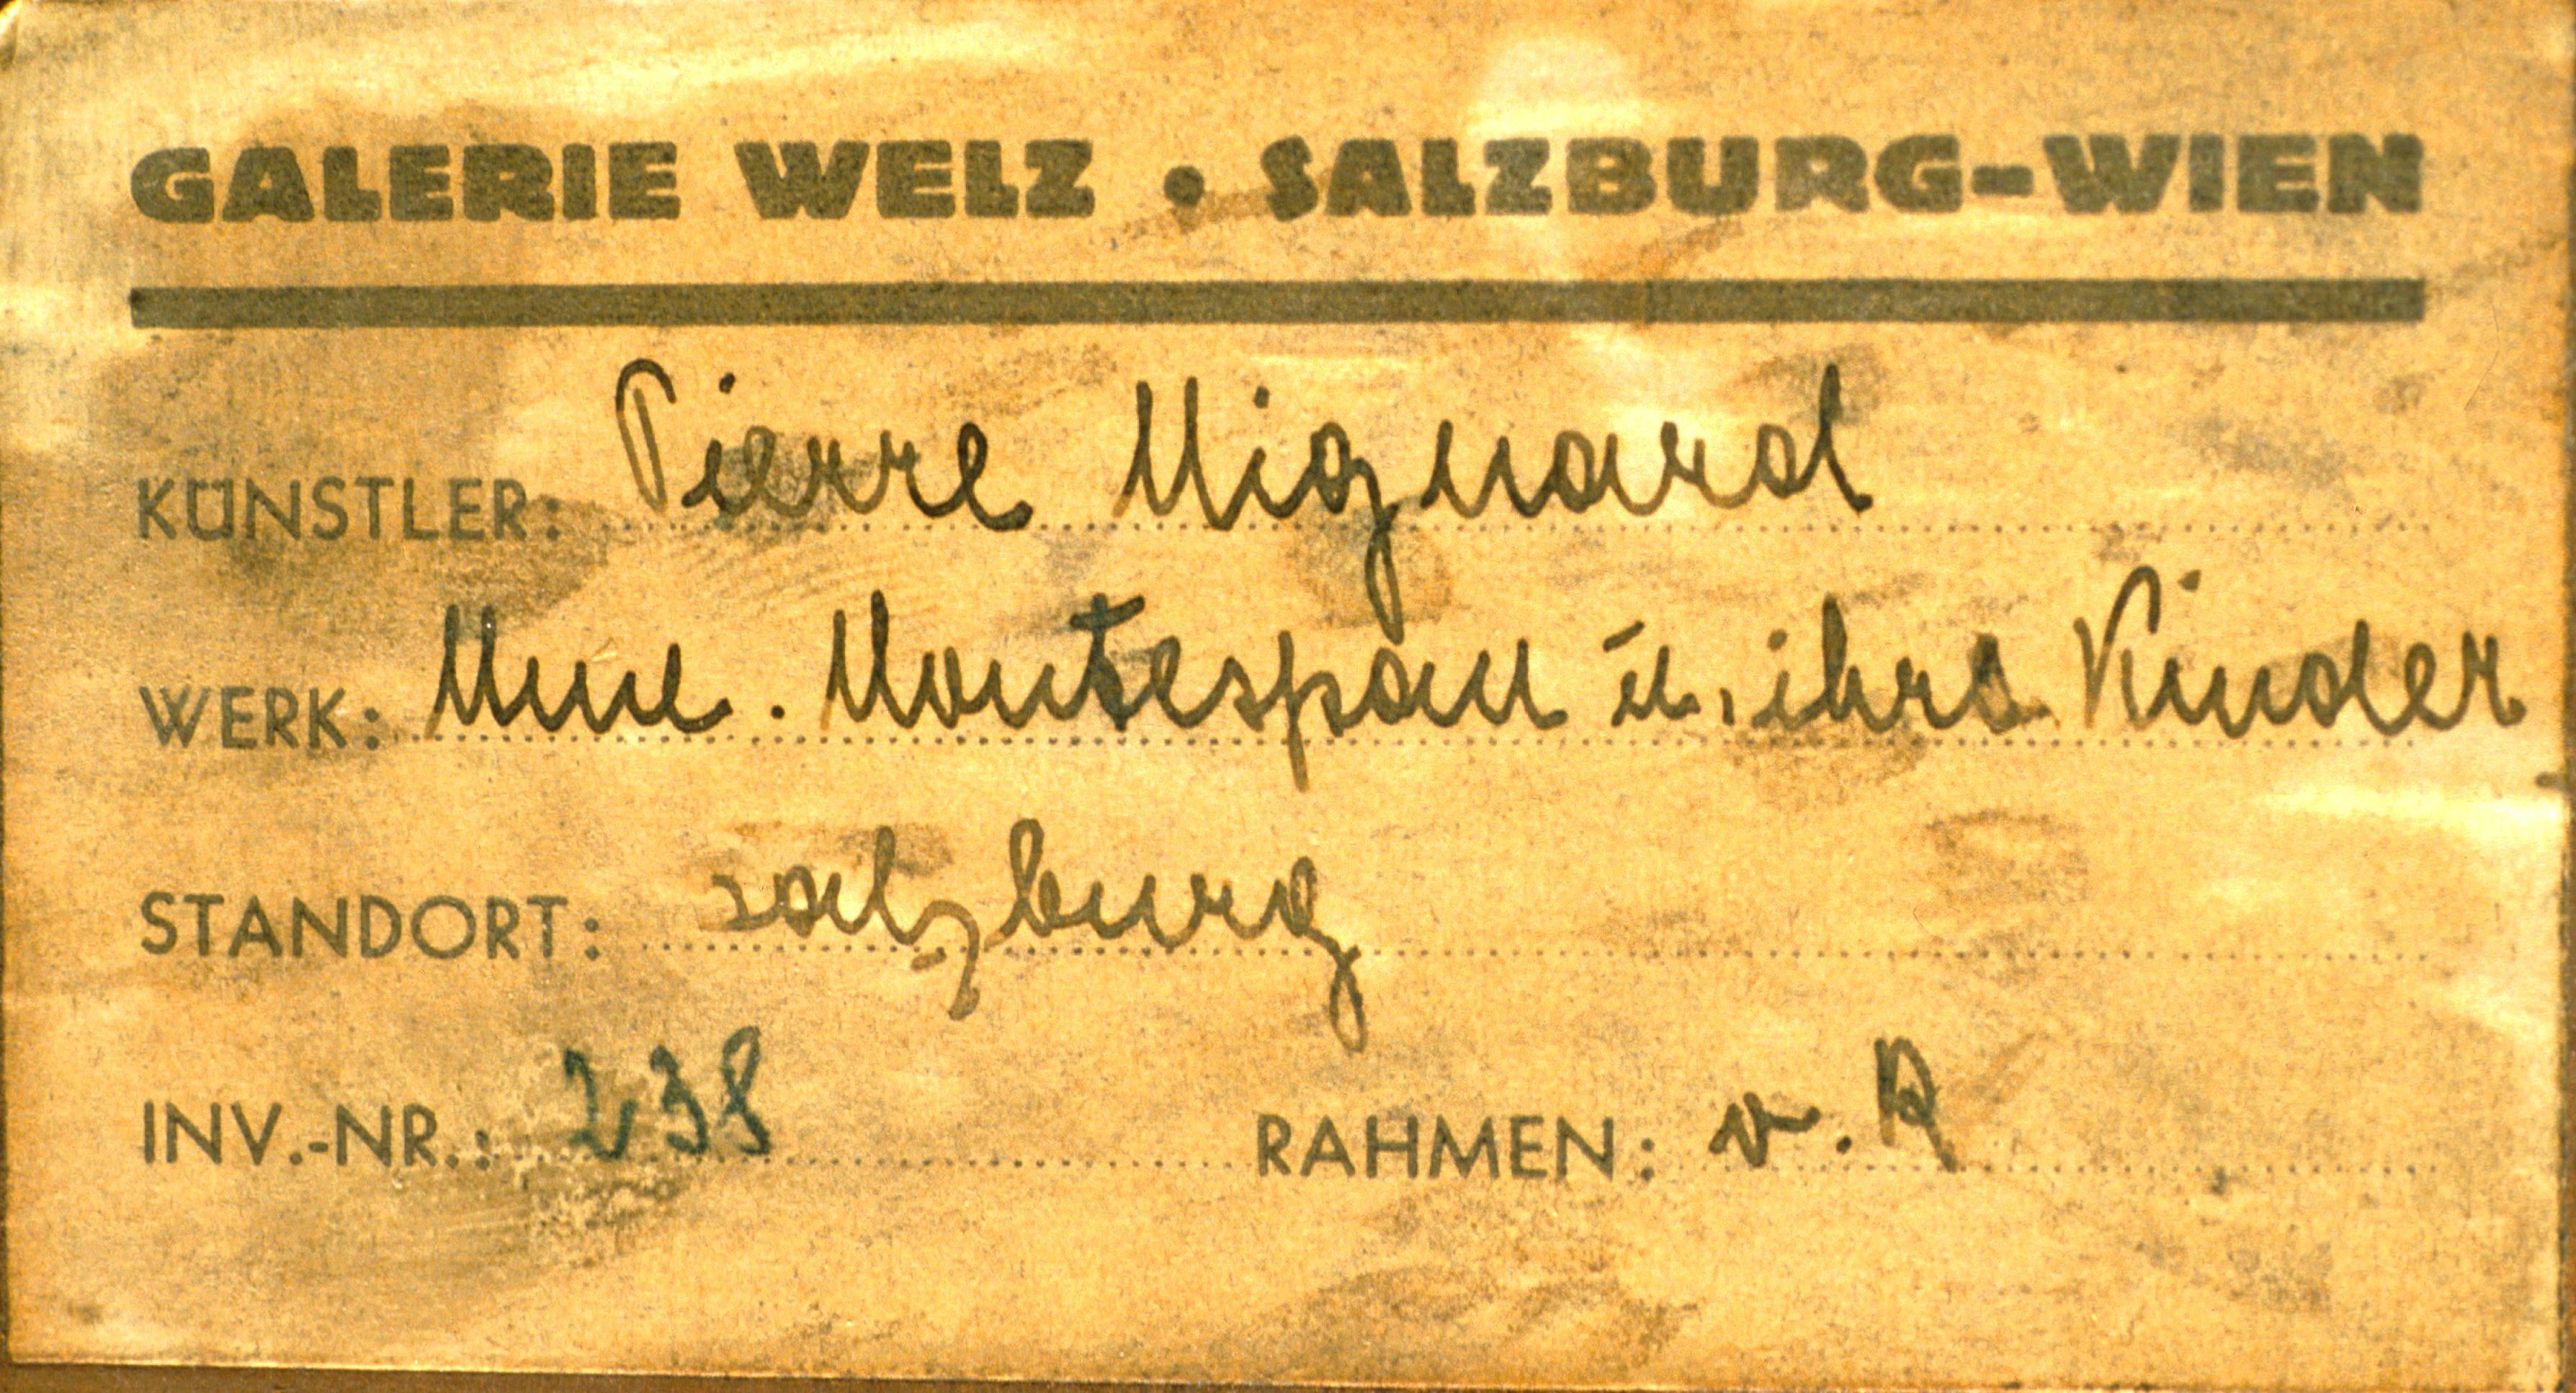 GALERIE WELZ • SALZBURG-WIEN
KÜNSTLER: Pierre Mignard
WERK: Mme. Montespan u. ihre Kinder
STANDORT: Salzburg
INV.-NR.: 238 RAHMEN: v. R